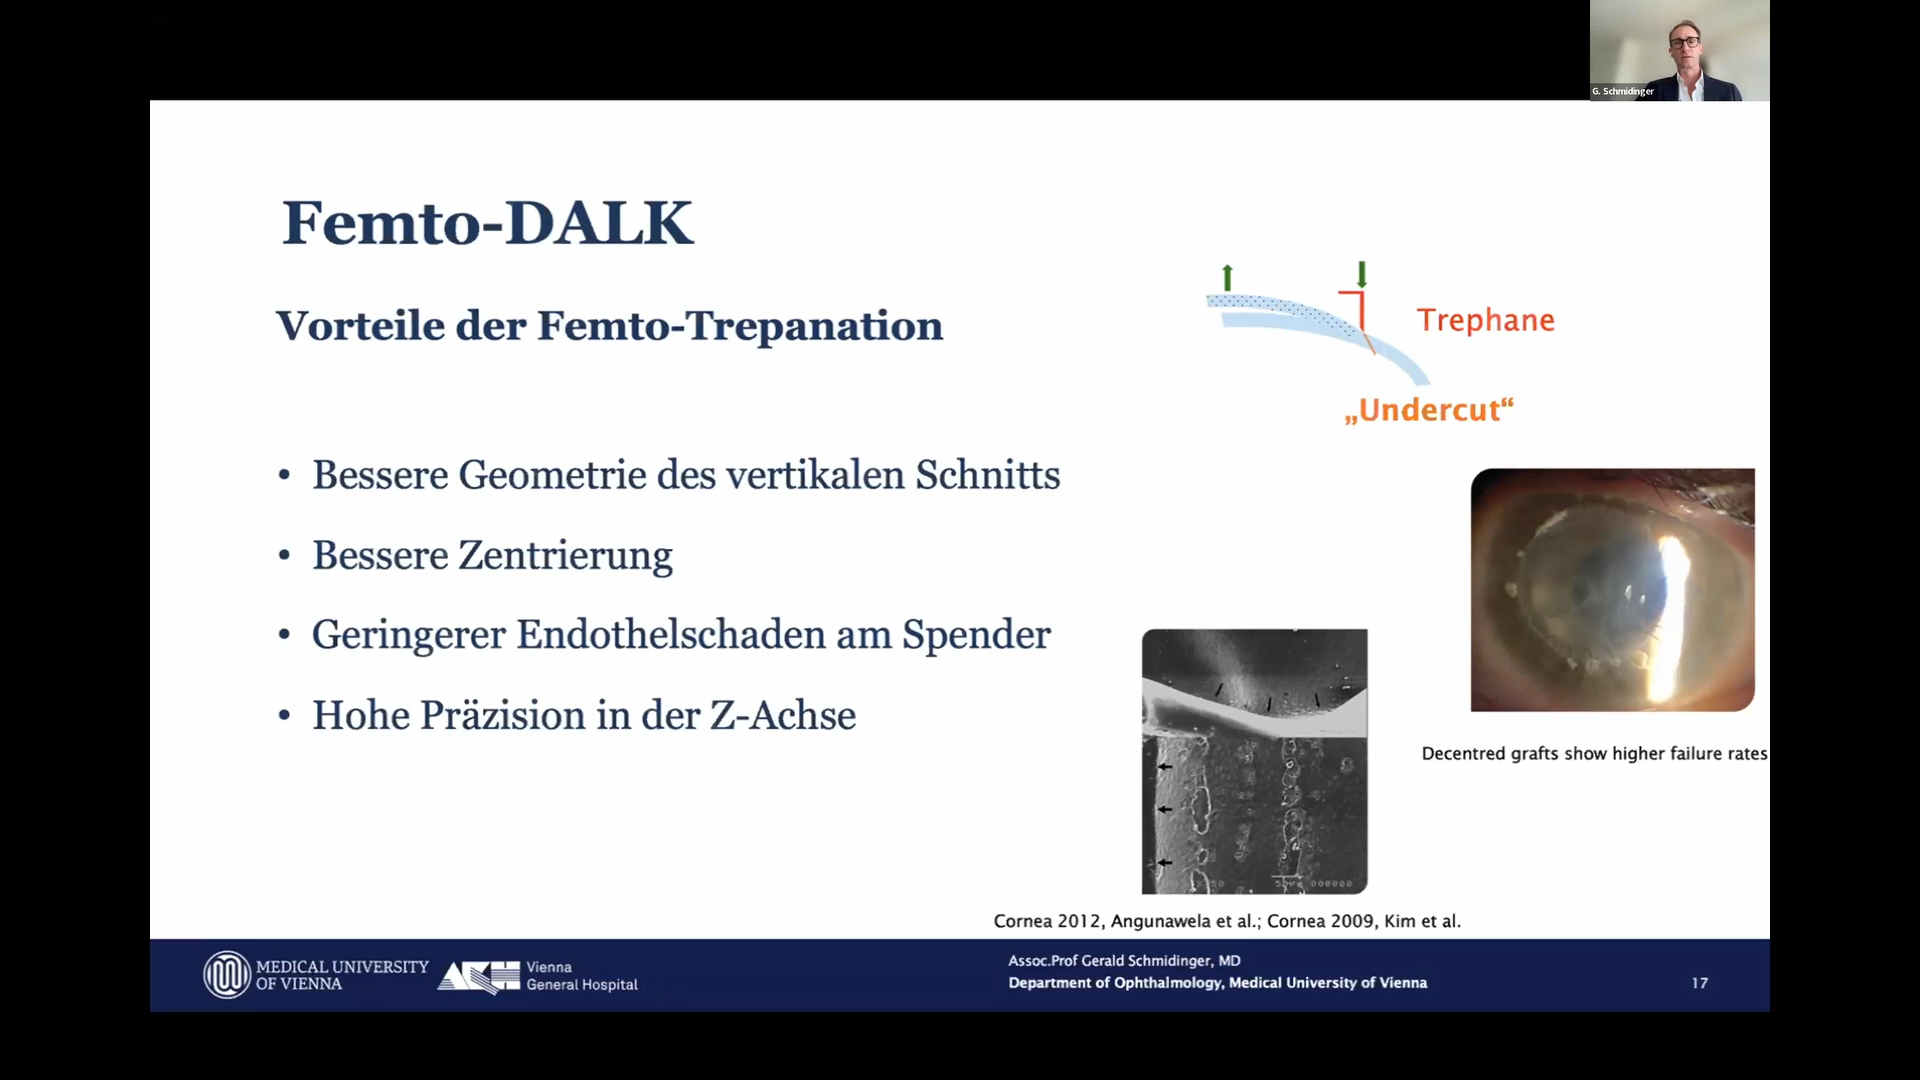 G. Schmidinger
Femto-DALK
Vorteile der Femto-Trepanation
Trephane
„Undercut“
• Bessere Geometrie des vertikalen Schnitts
• Bessere Zentrierung
• Geringerer Endothelschaden am Spender
• Hohe Präzision in der Z-Achse
Decentred grafts show higher failure rates
Cornea 2012, Angunawela et al.; Cornea 2009, Kim et al.
MEDICAL UNIVERSITY
OF VIENNA
AKH
Vienna
General Hospital
Assoc.Prof Gerald Schmidinger, MD
Department of Ophthalmology, Medical University of Vienna
17